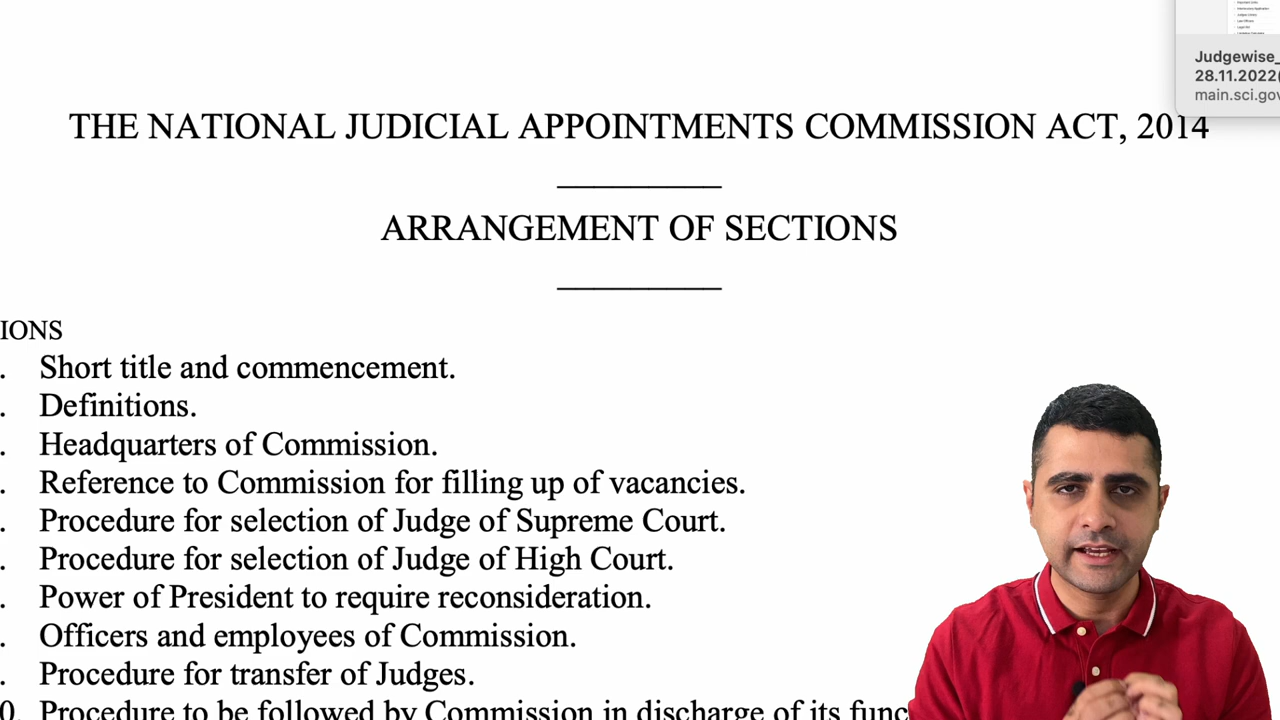 Judgewise_
28.11.2022(
main.sci.gov
THE NATIONAL JUDICIAL APPOINTMENTS COMMISSION ACT, 2014
ARRANGEMENT OF SECTIONS
IONS
. Short title and commencement.
. Definitions.
. Headquarters of Commission.
. Reference to Commission for filling up of vacancies.
. Procedure for selection of Judge of Supreme Court.
. Procedure for selection of Judge of High Court.
. Power of President to require reconsideration.
. Officers and employees of Commission.
. Procedure for transfer of Judges.
0. Procedure to be followed by Commission in discharge of its func